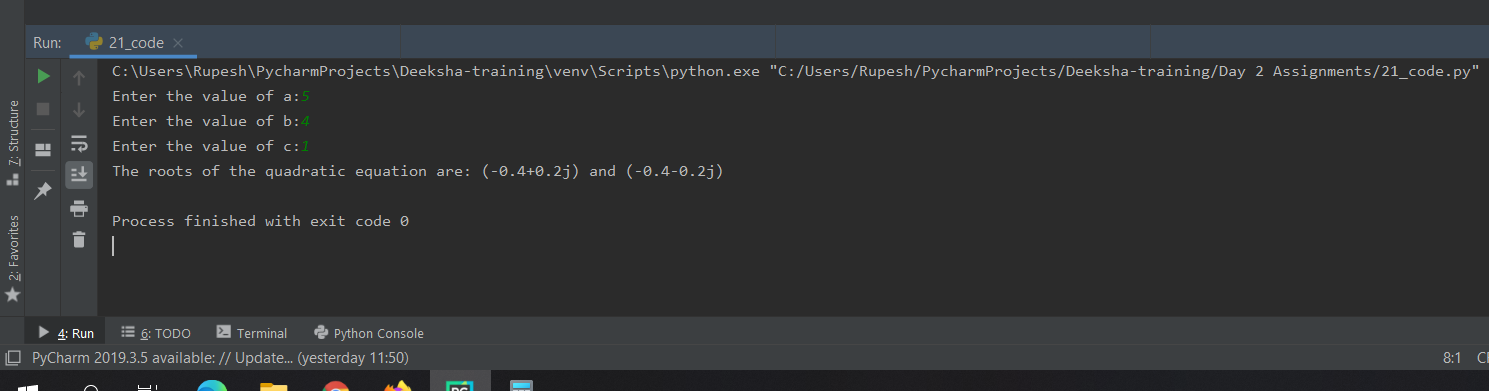 Run: 21_code
C:\Users\Rupesh\PycharmProjects\Deeksha-training\venv\Scripts\python.exe "C:/Users/Rupesh/PycharmProjects/Deeksha-training/Day 2 Assignments/21_code.py"
Enter the value of a:5
Enter the value of b:4
Enter the value of c:1
The roots of the quadratic equation are: (-0.4+0.2j) and (-0.4-0.2j)
Process finished with exit code 0
7: Structure
2: Favorites
4: Run 6: TODO Terminal Python Console
PyCharm 2019.3.5 available: // Update... (yesterday 11:50) 8:1
PC